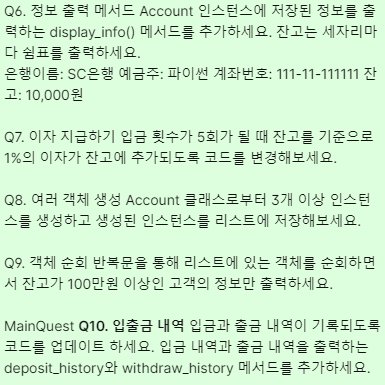 Q6. 정보 출력 메서드 Account 인스턴스에 저장된 정보를 출
력하는 display_info() 메서드를 추가하세요. 잔고는 세자리마
다 쉼표를 출력하세요.
은행이름: SC은행 예금주: 파이썬 계좌번호: 111-11-111111 잔
고: 10,000원
Q7. 이자 지급하기 입금 횟수가 5회가 될 때 잔고를 기준으로
1%의 이자가 잔고에 추가되도록 코드를 변경해보세요.
Q8. 여러 객체 생성 Account 클래스로부터 3개 이상 인스턴
스를 생성하고 생성된 인스턴스를 리스트에 저장해보세요.
Q9. 객체 순회 반복문을 통해 리스트에 있는 객체를 순회하면
서 잔고가 100만원 이상인 고객의 정보만 출력하세요.
MainQuest Q10. 입출금 내역 입금과 출금 내역이 기록되도록
코드를 업데이트 하세요. 입금 내역과 출금 내역을 출력하는
deposit_history와 withdraw_history 메서드를 추가하세요.